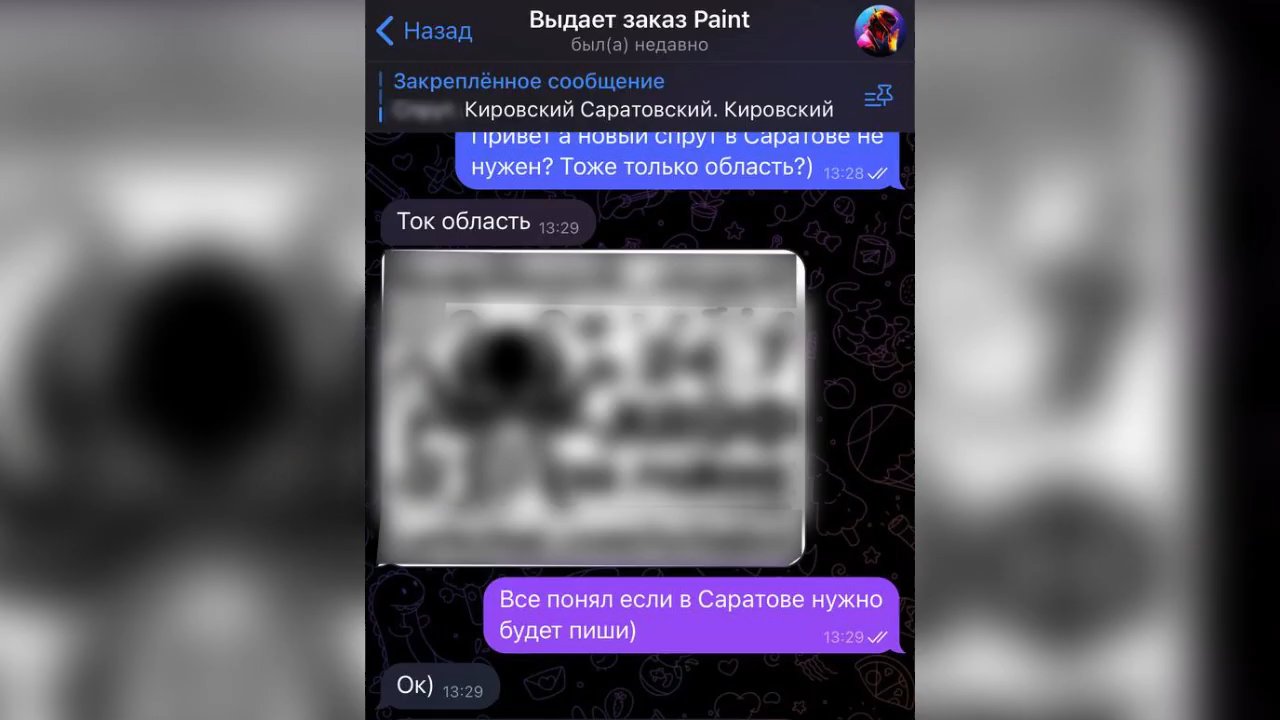 Назад
Выдает заказ Paint
был(а) недавно
Закреплённое сообщение
Кировский Саратовский. Кировский
Привет а новый спрут в Саратове не
нужен? Тоже только область?) 13:28
Ток область 13:29
Все понял если в Саратове нужно
будет пиши) 13:29
Ок) 13:29